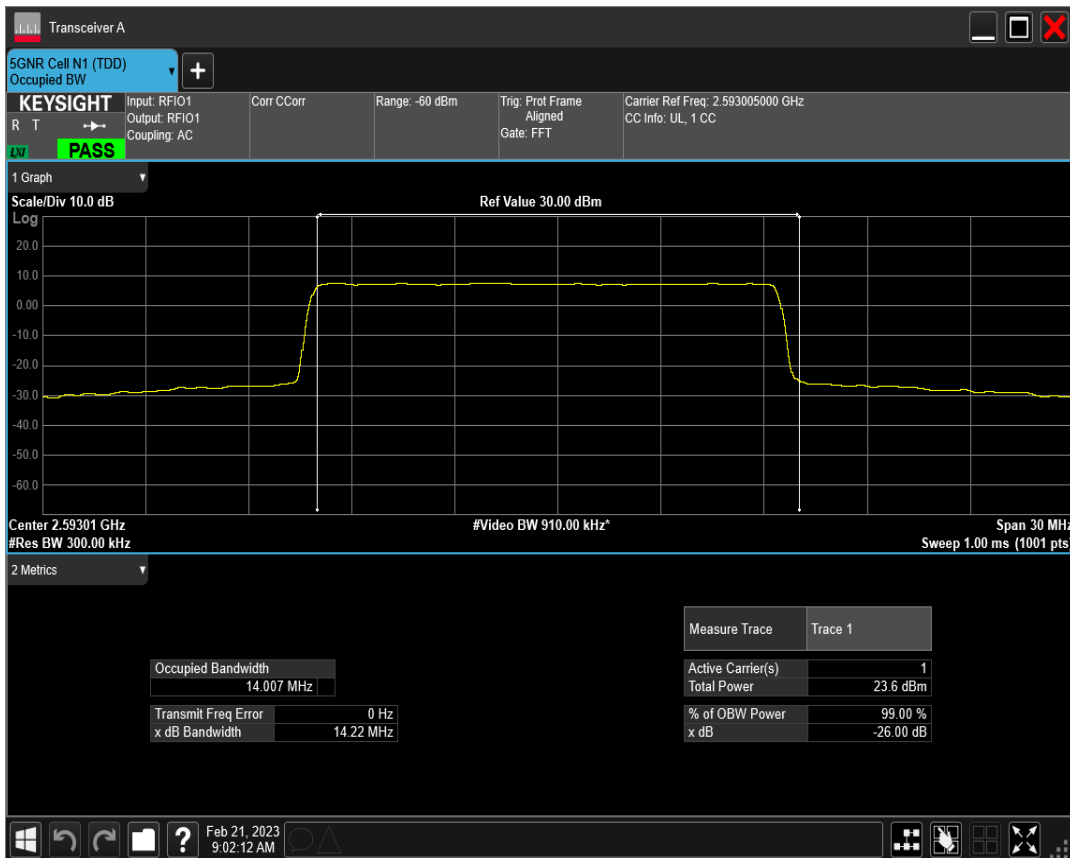 Transceiver A
5GNR Cell N1 (TDD)
Occupied BW
+
KEYSIGHT
R T
LXI
PASS
Input: RFIO1
Output: RFIO1
Coupling: AC
Corr CCorr
Range: -60 dBm
Trig: Prot Frame
Aligned
Gate: FFT
Carrier Ref Freq: 2.593005000 GHz
CC Info: UL, 1 CC
1 Graph
Scale/Div 10.0 dB
Ref Value 30.00 dBm
Log
20.0
10.0
0.00
-10.0
-20.0
-30.0
-40.0
-50.0
-60.0
Center 2.59301 GHz
#Video BW 910.00 kHz*
Span 30 MHz
#Res BW 300.00 kHz
Sweep 1.00 ms (1001 pts)
2 Metrics
Measure Trace Trace 1
Occupied Bandwidth
14.007 MHz
Active Carrier(s) 1
Total Power 23.6 dBm
Transmit Freq Error 0 Hz
x dB Bandwidth 14.22 MHz
% of OBW Power 99.00 %
x dB -26.00 dB
?
Feb 21, 2023
9:02:12 AM